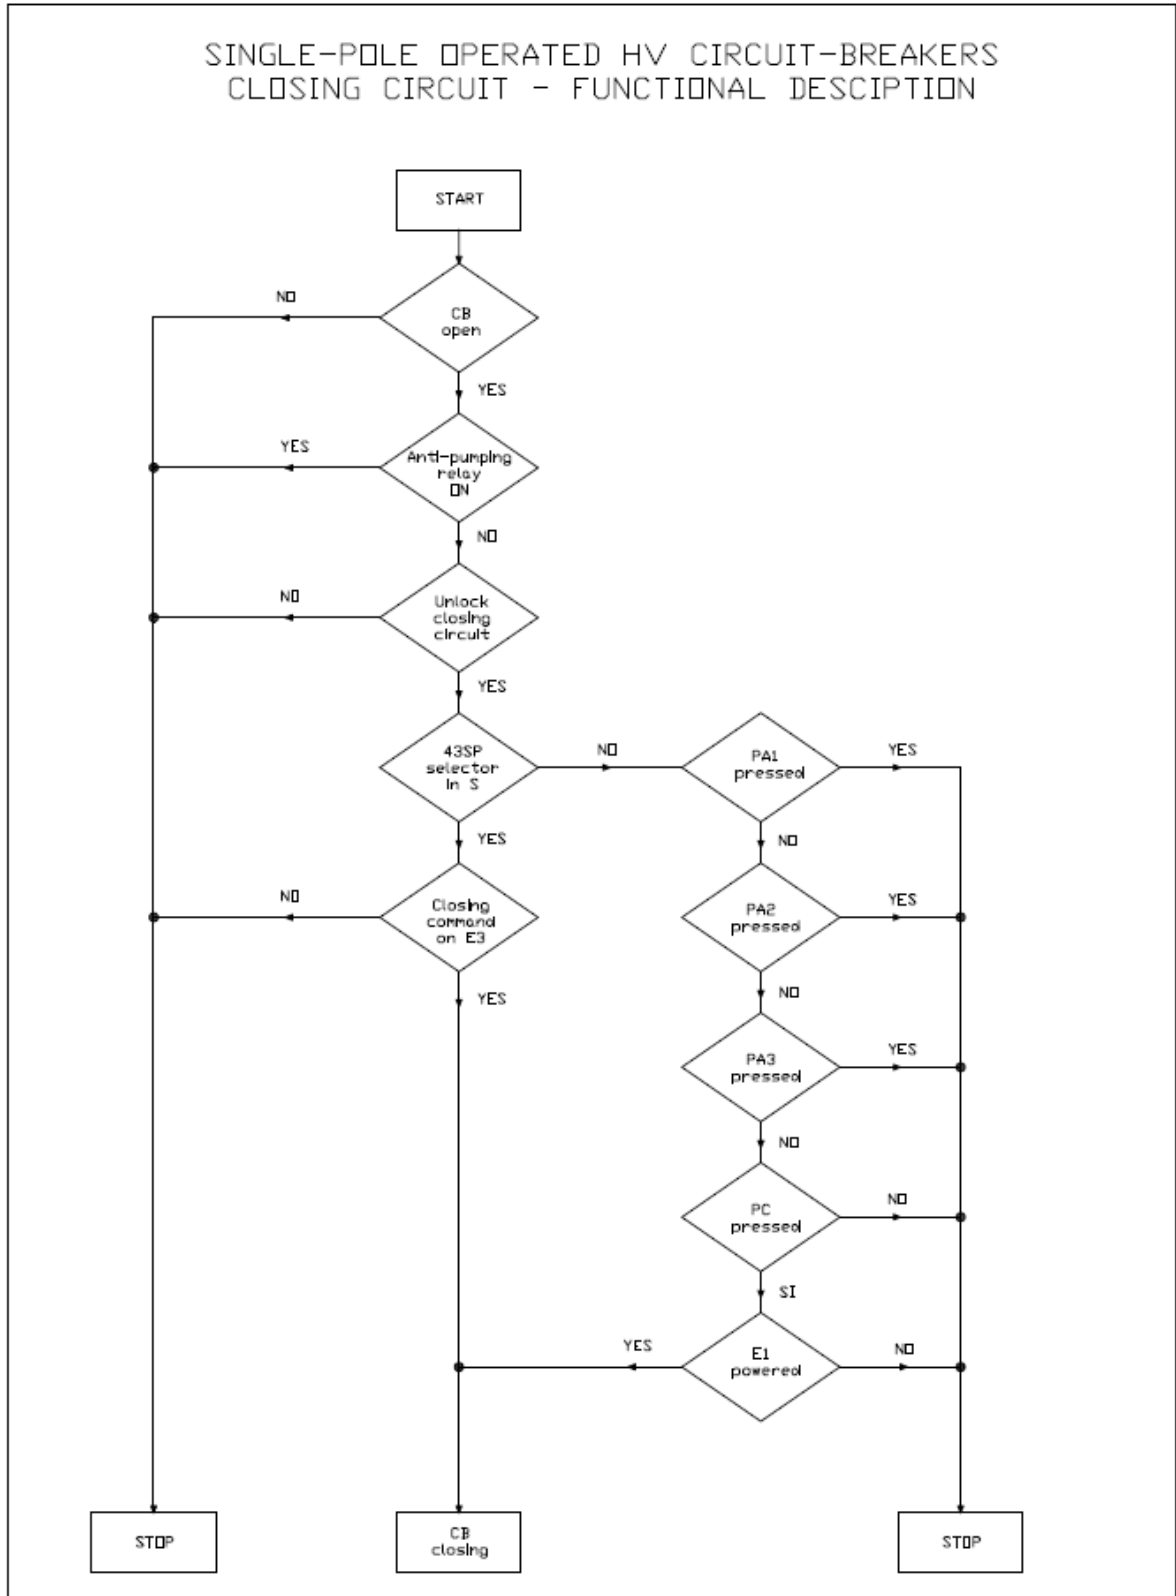 SINGLE-POLE OPERATED HV CIRCUIT-BREAKERS
CLOSING CIRCUIT - FUNCTIONAL DESCIPTION
START
NO
CB
open
YES
YES
Anti-pumping
relay
ON
NO
NO
Unlock
closing
circuit
YES
43SP
selector
in S
NO
PA1
pressed
YES
YES
NO
NO
Closing
command
on E3
PA2
pressed
YES
YES
NO
PA3
pressed
YES
NO
PC
pressed
NO
SI
YES
E1
powered
NO
STOP
CB
closing
STOP